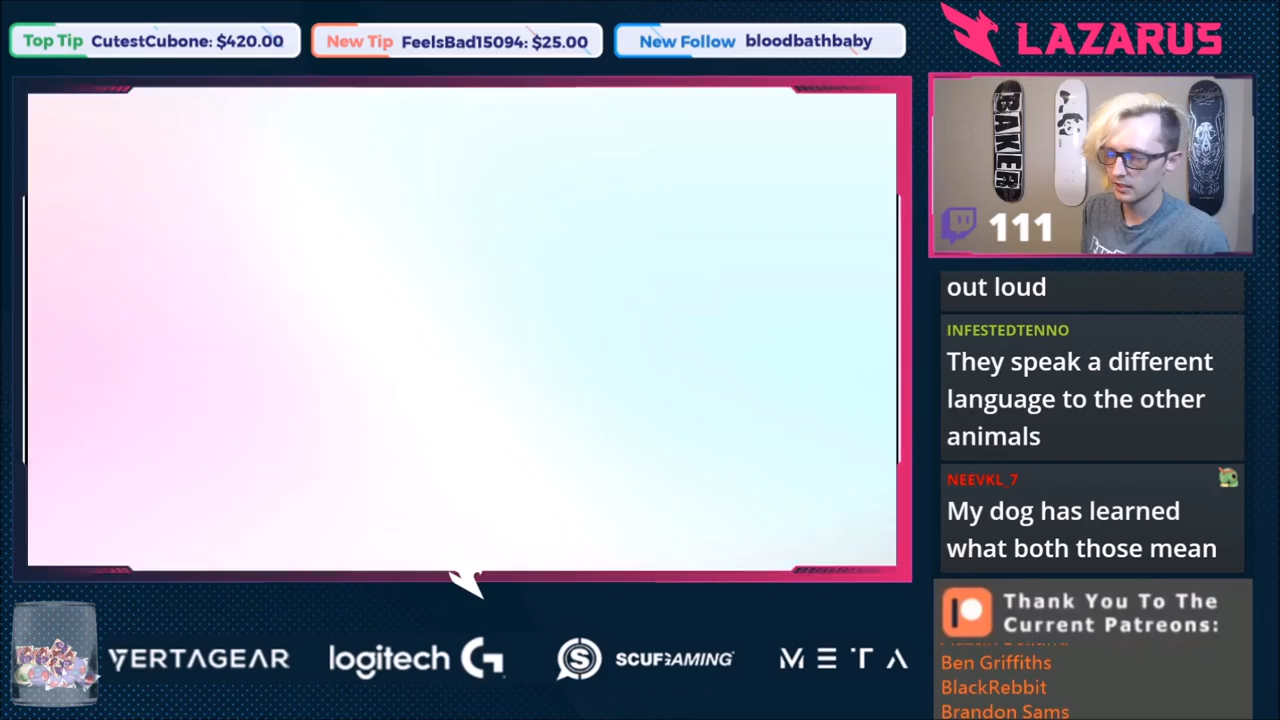 Top Tip CutestCubone: $420.00
New Tip FeelsBad15094: $25.00
New Follow bloodbathbaby
LAZARUS
BAKER
111
out loud
INFESTEDTENNO
They speak a different
language to the other
animals
NEEVKL_7
My dog has learned
what both those mean
Thank You To The
Current Patreons:
Ben Griffiths
BlackRebbit
Brandon Sams
VERTAGEAR
logitech G
SCUFGAMING
META